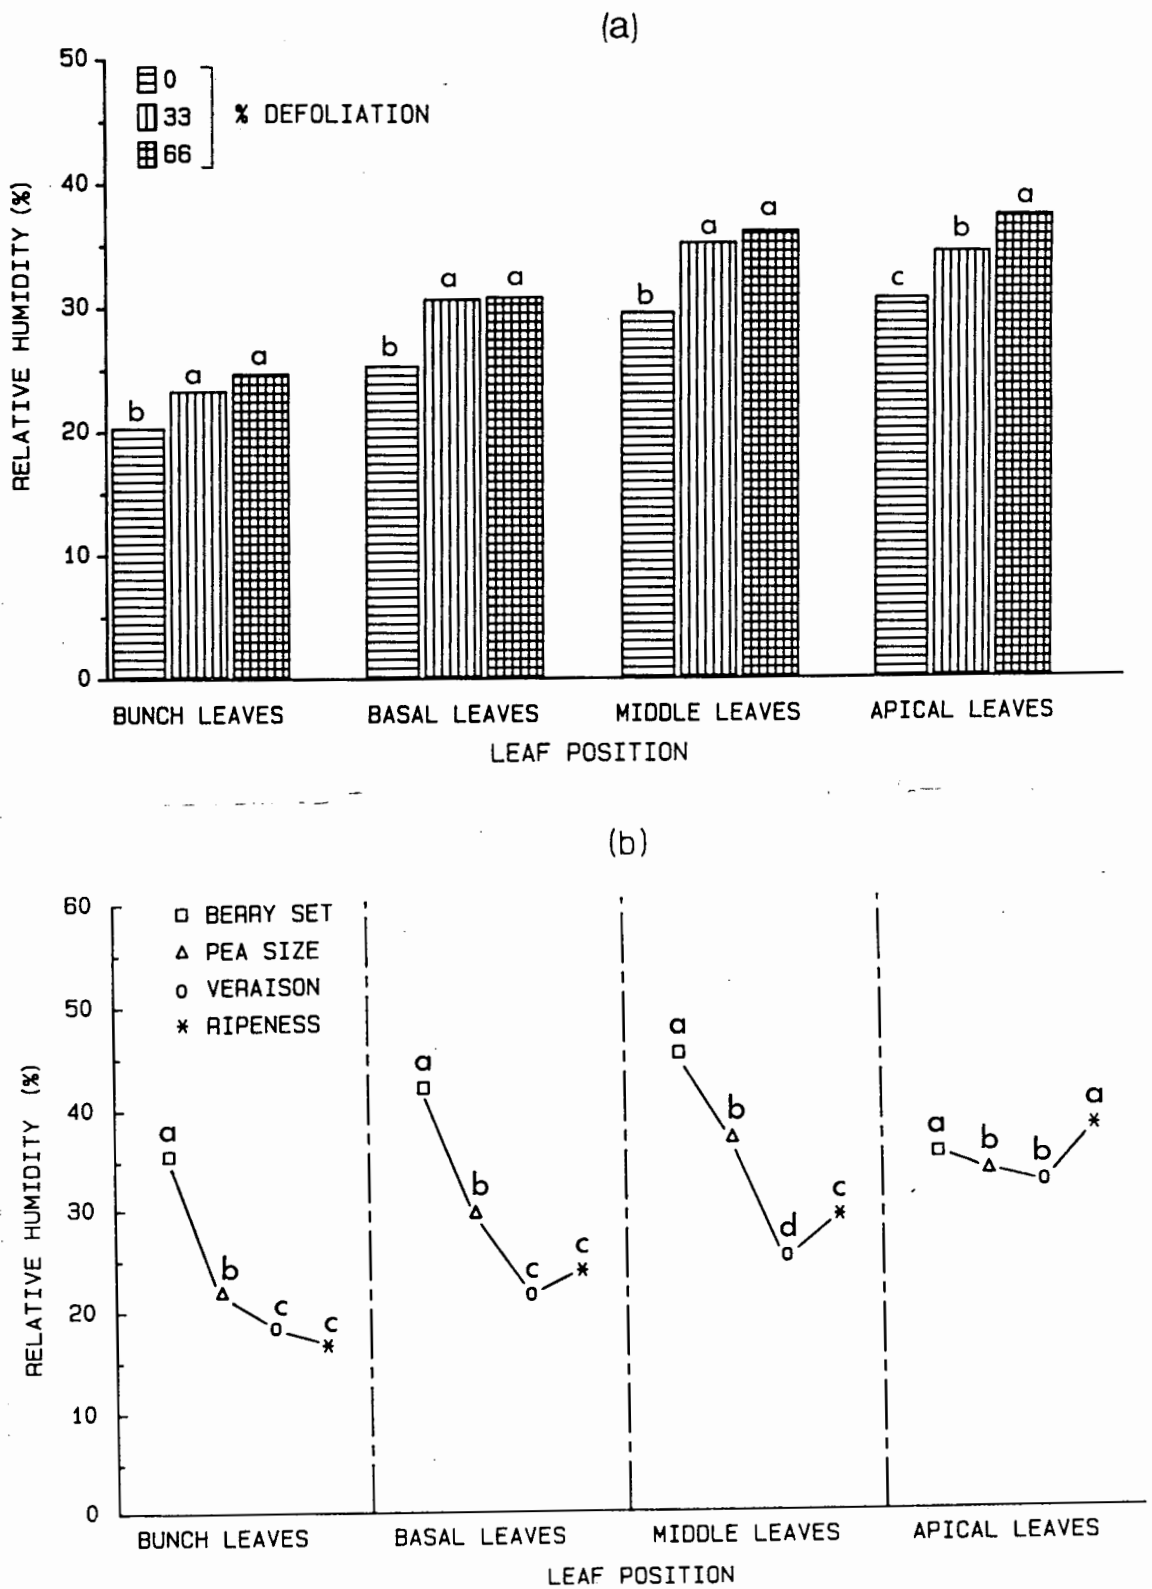 (a)
50
0
33
66
% DEFOLIATION
40
30
20
10
0
RELATIVE HUMIDITY (%)
b a a
b a a
b a a
c b a
BUNCH LEAVES BASAL LEAVES MIDDLE LEAVES APICAL LEAVES
LEAF POSITION
(b)
60
50
40
30
20
10
0
RELATIVE HUMIDITY (%)
BERRY SET
PEA SIZE
VERAISON
RIPENESS
a b c c
a b c c
a b d c
a b b a
BUNCH LEAVES BASAL LEAVES MIDDLE LEAVES APICAL LEAVES
LEAF POSITION